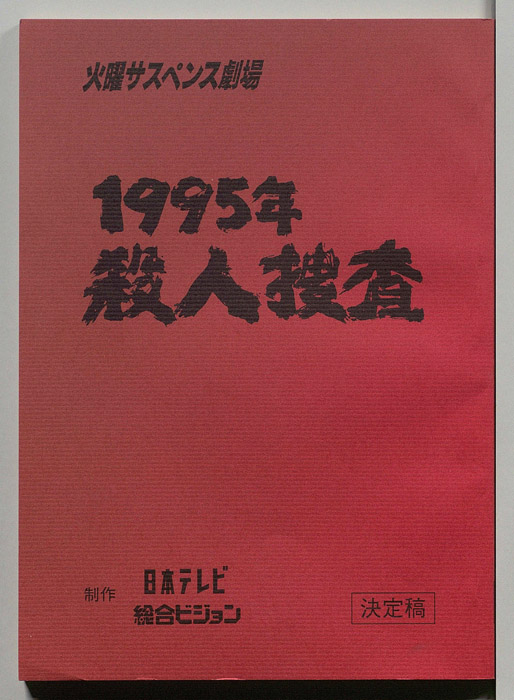 火曜サスペンス劇場
1995年
殺人捜査
制作 日本テレビ
総合ビジョン
決定稿